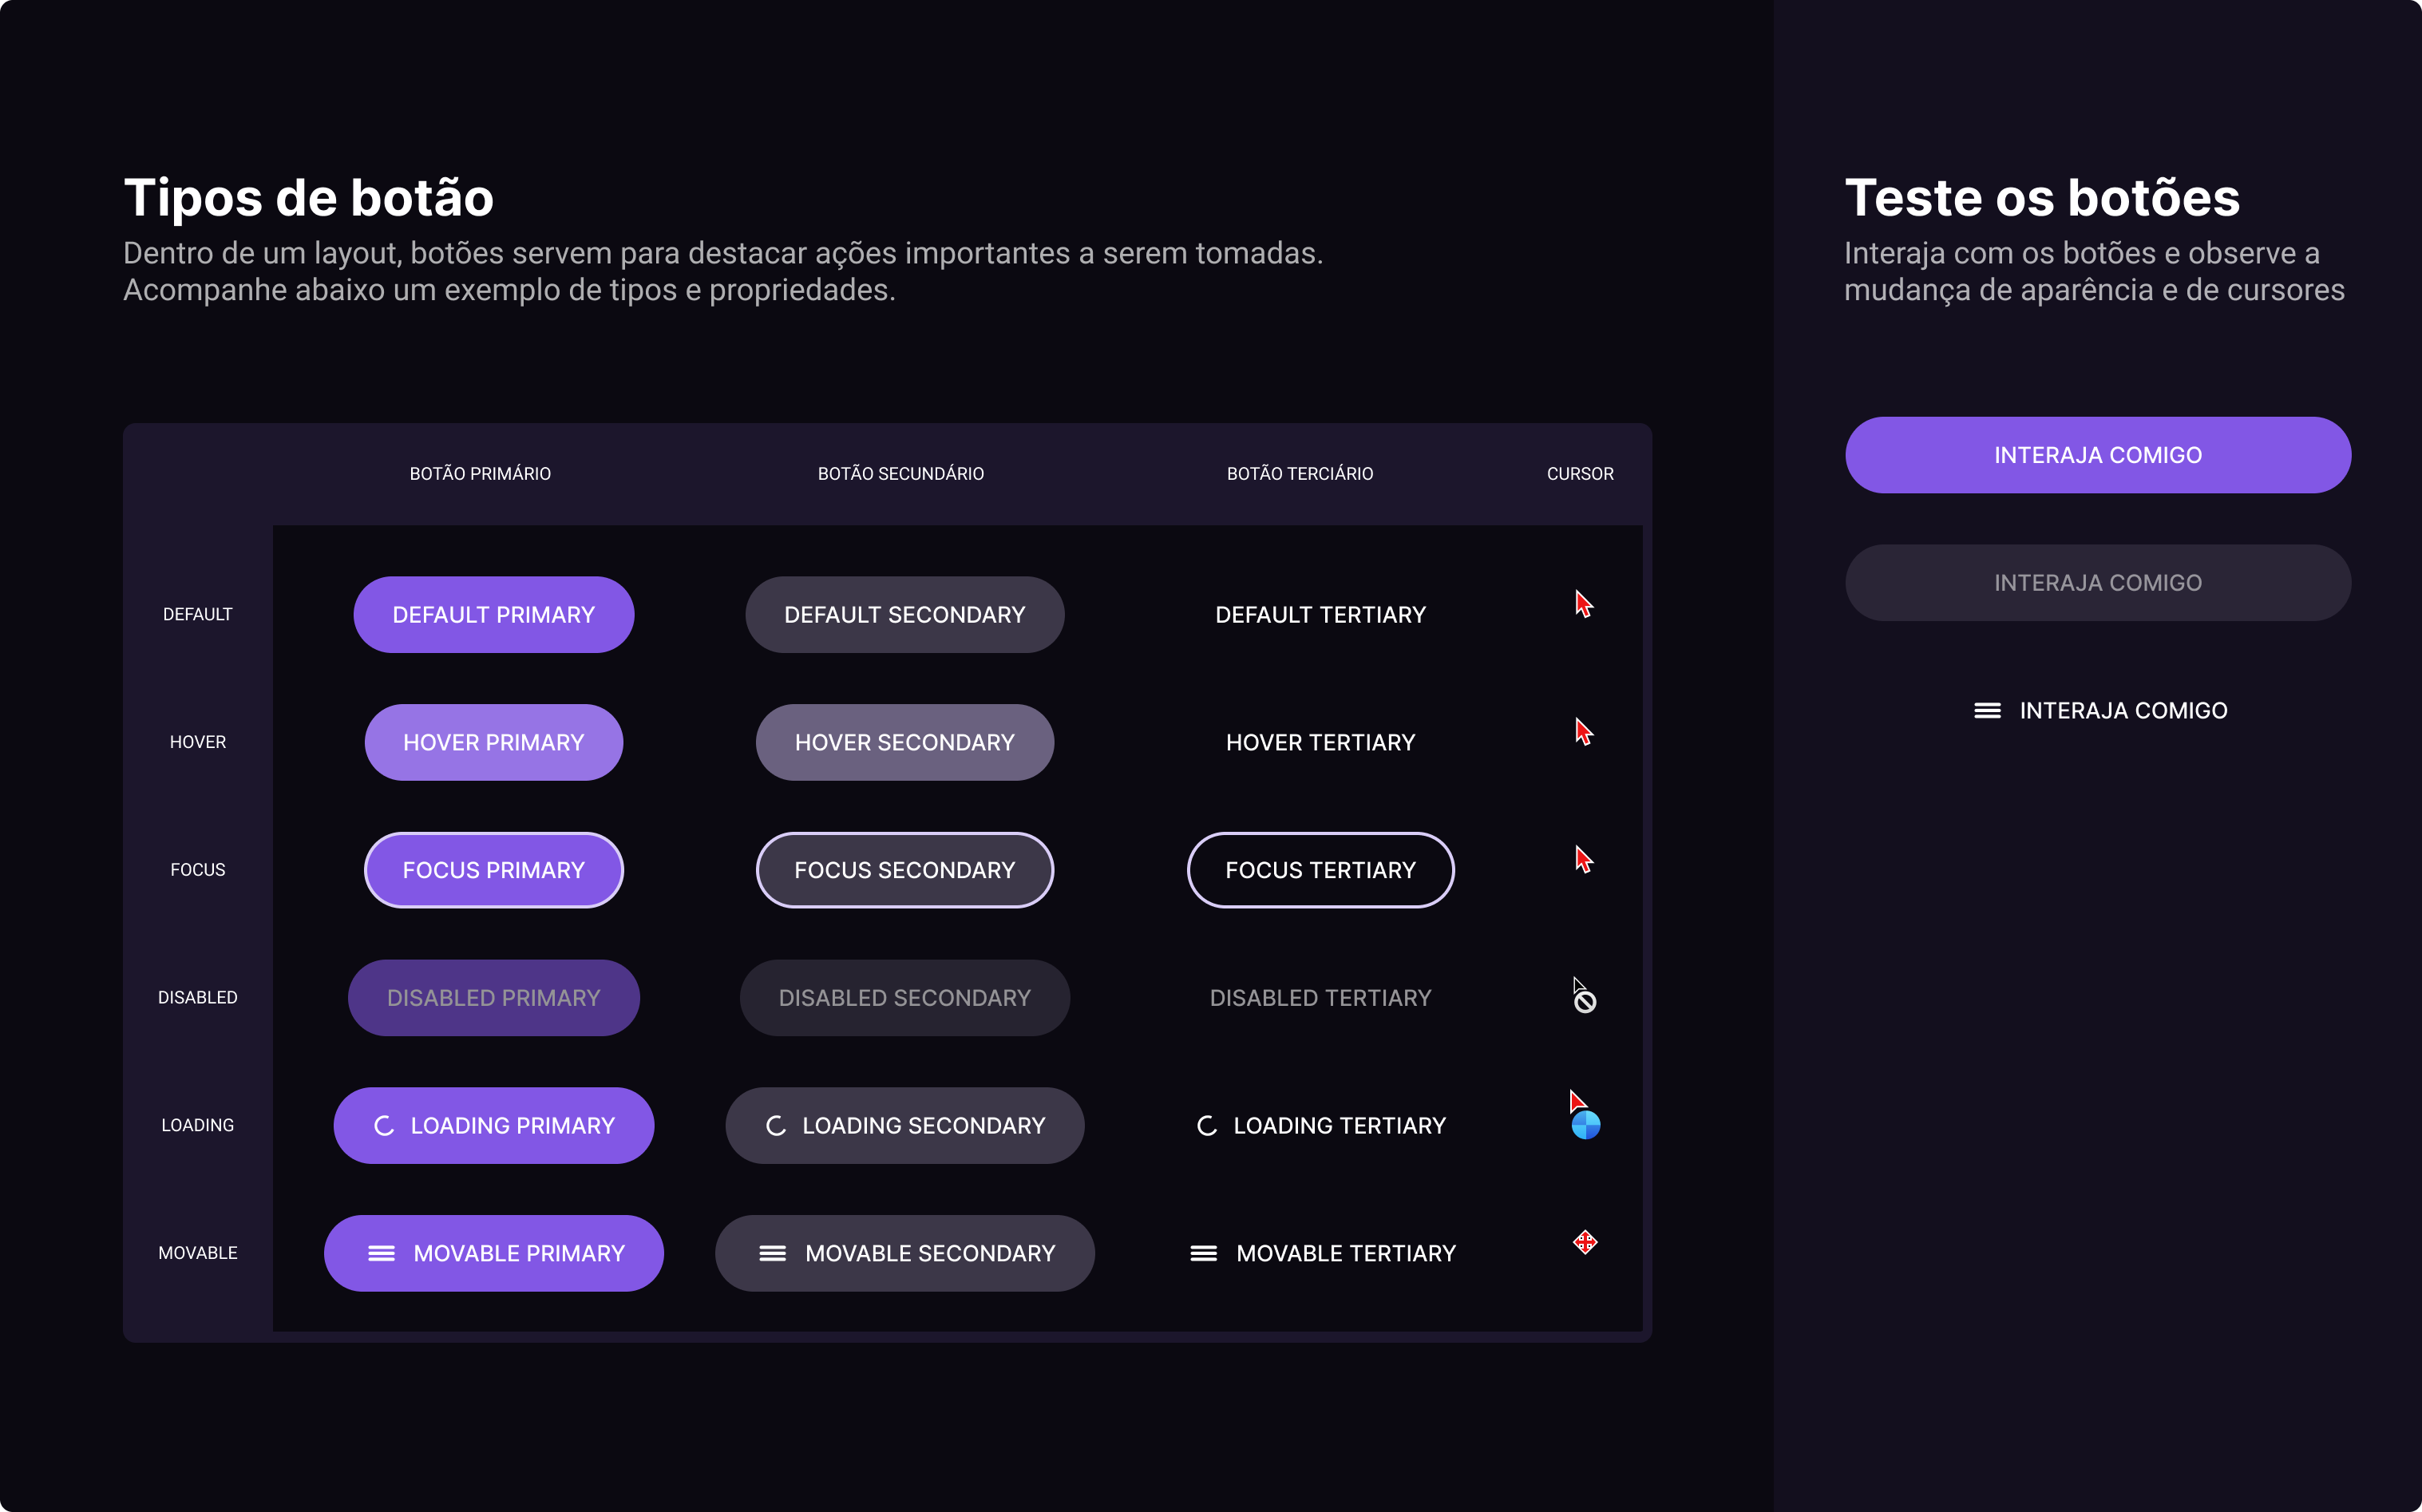 Tipos de botão
Dentro de um layout, botões servem para destacar ações importantes a serem tomadas.
Acompanhe abaixo um exemplo de tipos e propriedades.
BOTÃO PRIMÁRIO
BOTÃO SECUNDÁRIO
BOTÃO TERCIÁRIO
CURSOR
DEFAULT
DEFAULT PRIMARY
DEFAULT SECONDARY
DEFAULT TERTIARY
HOVER
HOVER PRIMARY
HOVER SECONDARY
HOVER TERTIARY
FOCUS
FOCUS PRIMARY
FOCUS SECONDARY
FOCUS TERTIARY
DISABLED
DISABLED PRIMARY
DISABLED SECONDARY
DISABLED TERTIARY
LOADING
LOADING PRIMARY
LOADING SECONDARY
LOADING TERTIARY
MOVABLE
MOVABLE PRIMARY
MOVABLE SECONDARY
MOVABLE TERTIARY
Teste os botões
Interaja com os botões e observe a
mudança de aparência e de cursores
INTERAJA COMIGO
INTERAJA COMIGO
INTERAJA COMIGO